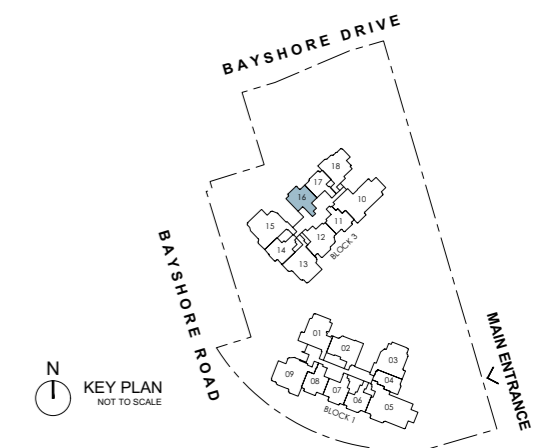 BAYSHORE DRIVE
18
17
16
10
11
15
12
14
13
BLOCK 3
BAYSHORE ROAD
01
02
03
09
08
07
04
06
05
BLOCK 1
MAIN ENTRANCE
N
KEY PLAN
NOT TO SCALE